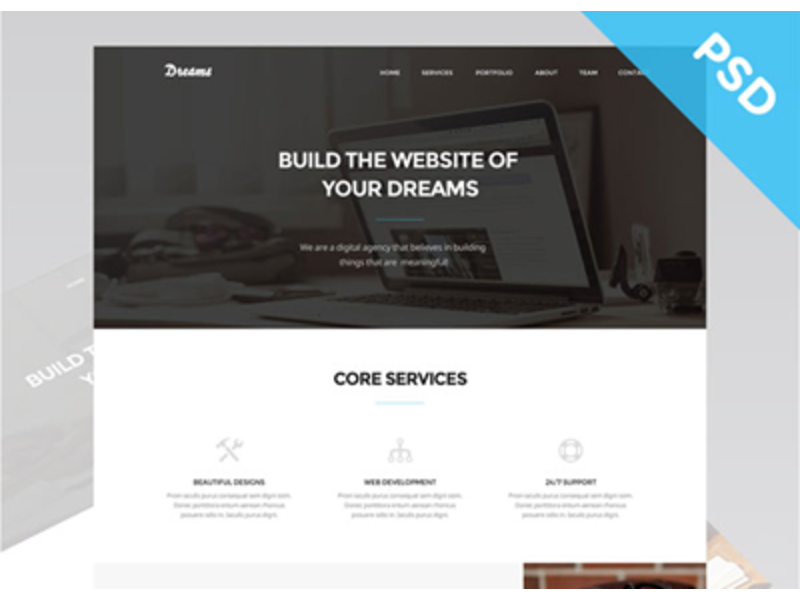 PSD
Dreams
HOME SERVICES PORTFOLIO ABOUT TEAM
BUILD THE WEBSITE OF
YOUR DREAMS
We are a digital agency that believes in building
things that are meaningful!
BUILD
CORE SERVICES
BEAUTIFUL DESIGNS
Proin iaculis purus consequat sem digni ssim.
Donec porttitora entum aenean rhoncus
posuere odio in. Iaculis purus digni.
WEB DEVELOPMENT
Proin iaculis purus consequat sem digni ssim.
Donec porttitora entum aenean rhoncus
posuere odio in. Iaculis purus digni.
24/7 SUPPORT
Proin iaculis purus consequat sem digni ssim.
Donec porttitora entum aenean rhoncus
posuere odio in. Iaculis purus digni.